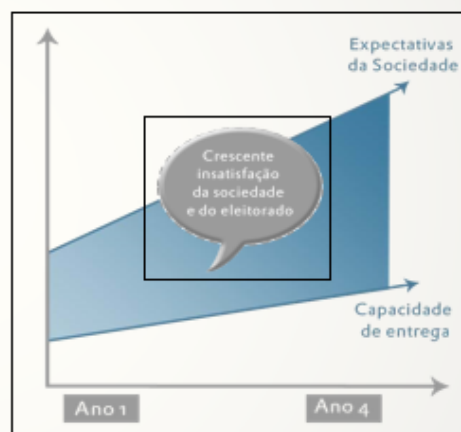 Expectativas
da Sociedade
Crescente
insatisfação
da sociedade
e do eleitorado
Capacidade
de entrega
Ano 1
Ano 4